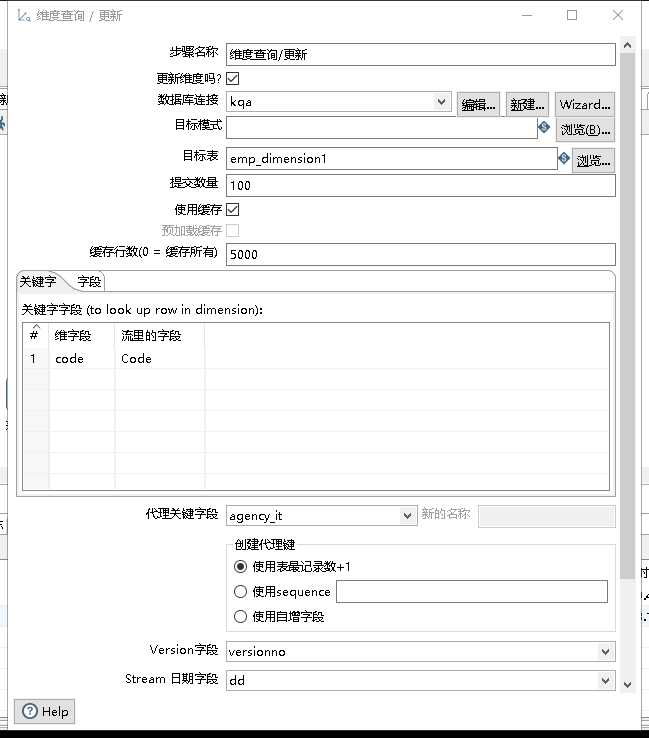 维度查询 / 更新
步骤名称 维度查询/更新
更新维度吗?
数据库连接 kqa 编辑... 新建... Wizard...
目标模式 浏览(B)...
目标表 emp_dimension1 浏览...
提交数量 100
使用缓存
预加载缓存
缓存行数(0 = 缓存所有) 5000
关键字 字段
关键字字段 (to look up row in dimension):
# 维字段 流里的字段
1 code Code
代理关键字段 agency_it 新的名称
创建代理键
使用表最记录数+1
使用sequence
使用自增字段
Version字段 versionno
Stream 日期字段 dd
Help